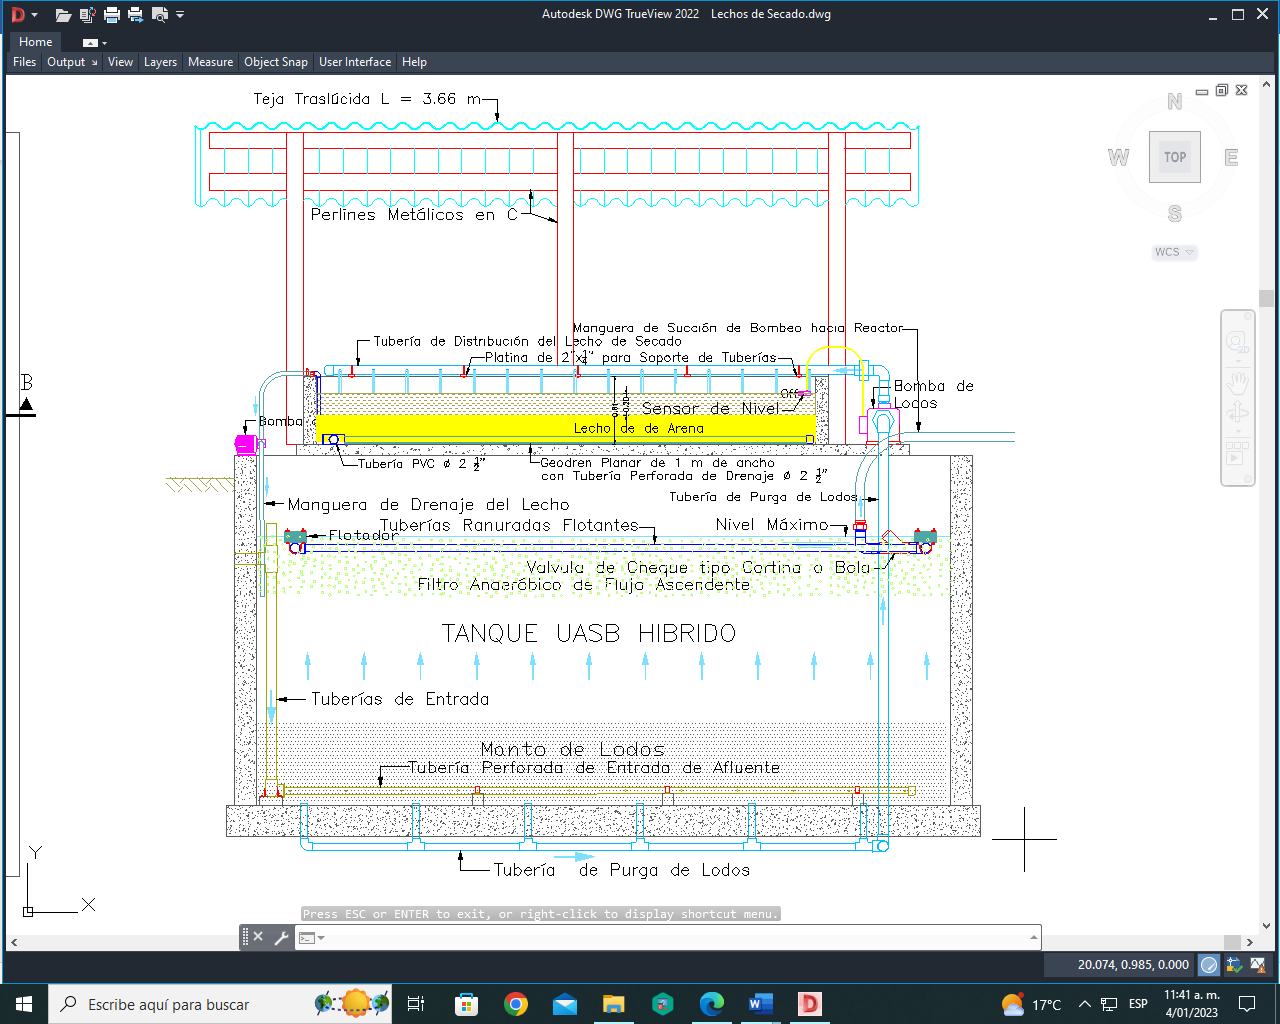 Autodesk DWG TrueView 2022 Lechos de Secado.dwg
Home
Files Output View Layers Measure Object Snap User Interface Help
Teja Traslúcida L = 3.66 m
N
W TOP E
S
WCS
Perlines Metálicos en C
Manguera de Succión de Bombeo hacia Reactor
Tubería de Distribución del Lecho de Secado
Platina de 2"x¼" para Soporte de Tuberías
B
Off
Bomba de
Lodos
Sensor de Nivel
Bomba
Lecho de de Arena
Tubería PVC ø 2 ½"
Geodren Planar de 1 m de ancho
con Tubería Perforada de Drenaje ø 2 ½"
Tubería de Purga de Lodos
Manguera de Drenaje del Lecho
Tuberías Ranuradas Flotantes
Nivel Máximo
Flotador
Valvula de Cheque tipo Cortina o Bola
Filtro Anaeróbico de Flujo Ascendente
TANQUE UASB HIBRIDO
Tuberías de Entrada
Manto de Lodos
Tubería Perforada de Entrada de Afluente
Tubería de Purga de Lodos
Y
X
Press ESC or ENTER to exit, or right-click to display shortcut menu.
20.074, 0.985, 0.000
Escribe aquí para buscar
17°C
ESP
11:41 a. m.
4/01/2023